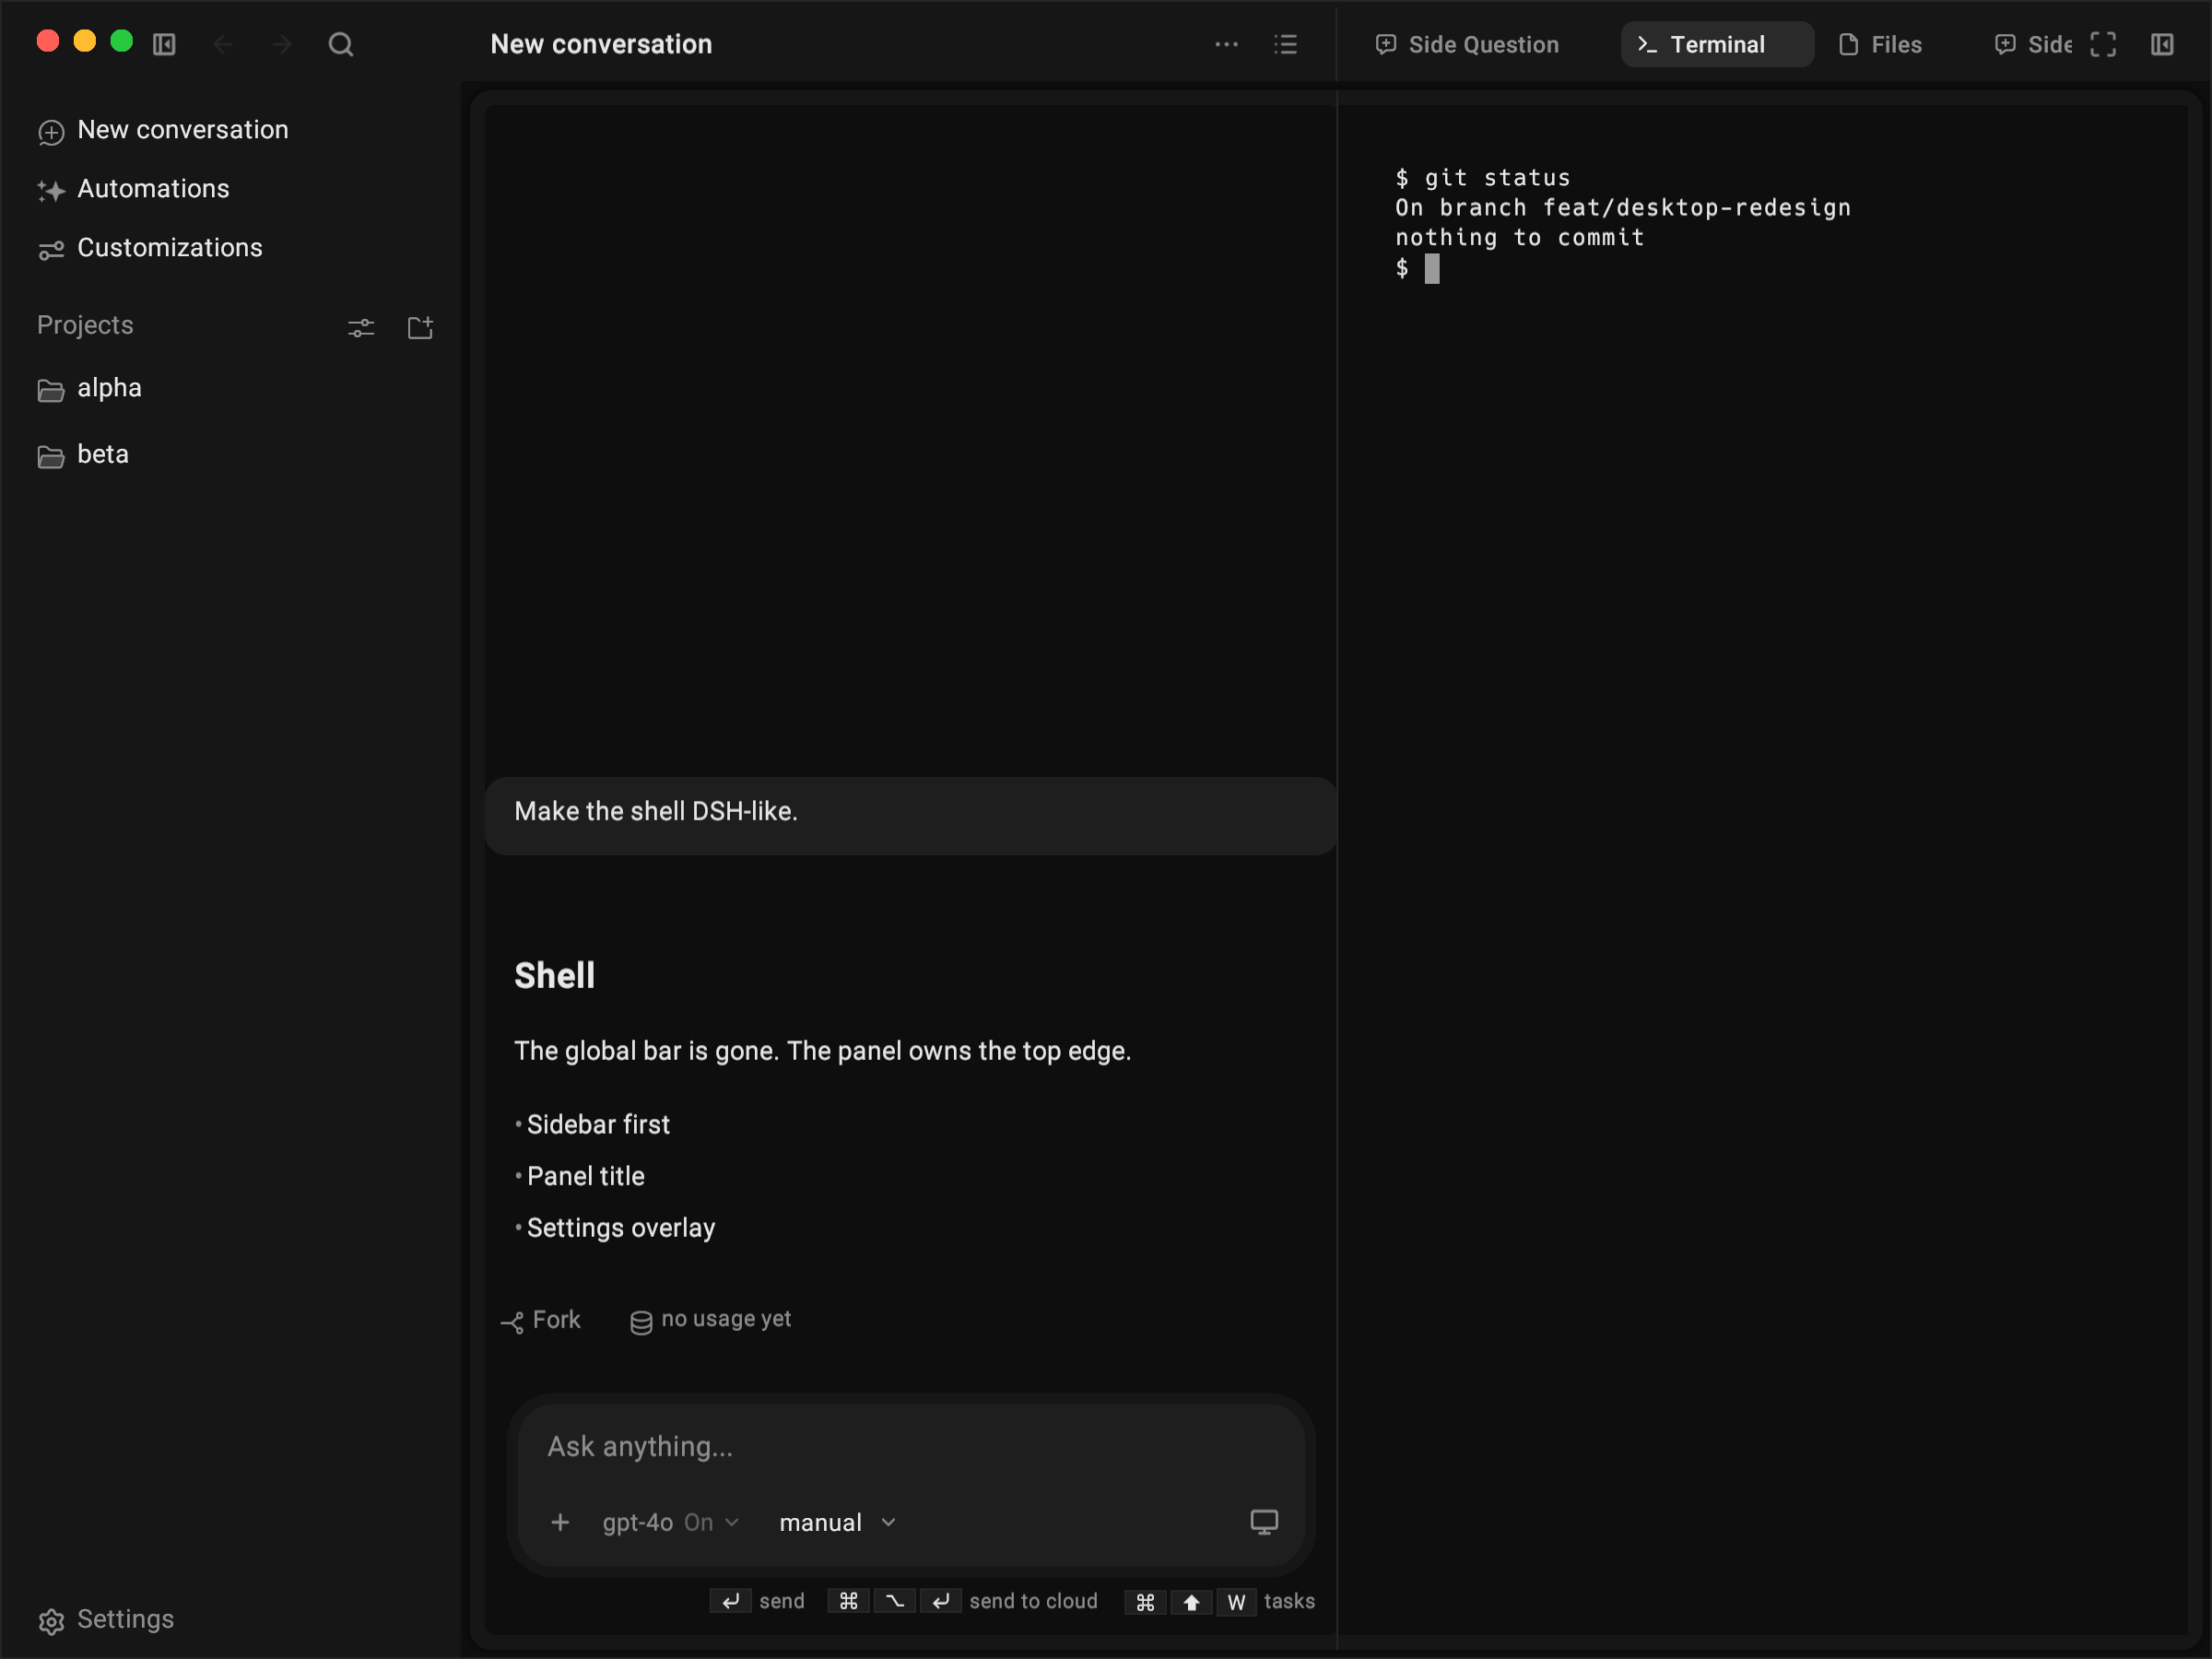 New conversation
Side Question
Terminal
Files
Side
New conversation
Automations
Customizations
Projects
alpha
beta
Settings
Make the shell DSH-like.
Shell
The global bar is gone. The panel owns the top edge.
• Sidebar first
• Panel title
• Settings overlay
Fork
no usage yet
Ask anything...
gpt-4o On
manual
send
send to cloud
W tasks
$ git status
On branch feat/desktop-redesign
nothing to commit
$